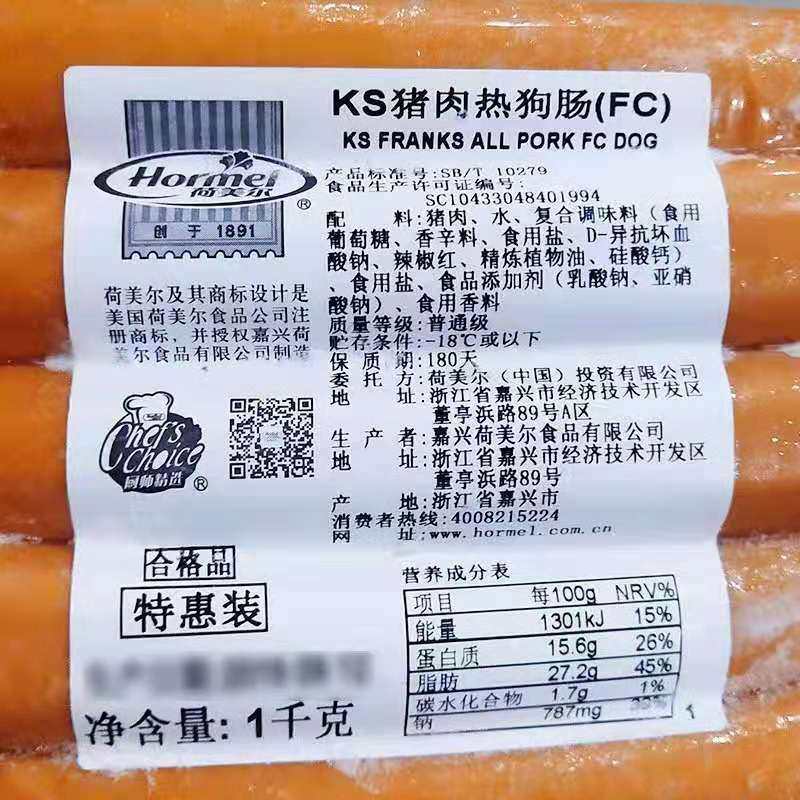 KS猪肉热狗肠(FC)
KS FRANKS ALL PORK FC DOG
Hormel
荷美尔
®
创于1891
荷美尔及其商标设计是
美国荷美尔食品公司注
册商标，并授权嘉兴荷
美尔食品有限公司制造
Chef's
Choice
厨师精选
®
产品标准号:SB/T 10279
食品生产许可证编号:
SC10433048401994
配 料:猪肉、水、复合调味料（食用
葡萄糖、香辛料、食用盐、D-异抗坏血
酸钠、辣椒红、精炼植物油、硅酸钙）
、食用盐、食品添加剂（乳酸钠、亚硝
酸钠）、食用香料
质量等级:普通级
贮存条件:-18℃或以下
保 质 期:180天
委 托 方:荷美尔（中国）投资有限公司
地 址:浙江省嘉兴市经济技术开发区
董亭浜路89号A区
生 产 者:嘉兴荷美尔食品有限公司
地 址:浙江省嘉兴市经济技术开发区
董亭浜路89号
产 地:浙江省嘉兴市
消费者热线:4008215224
网 址:www.hormel.com.cn
合格品
特惠装
净含量: 1千克
营养成分表
项目 每100g NRV%
能量 1301kJ 15%
蛋白质 15.6g 26%
脂肪 27.2g 45%
碳水化合物 1.7g 1%
钠 787mg